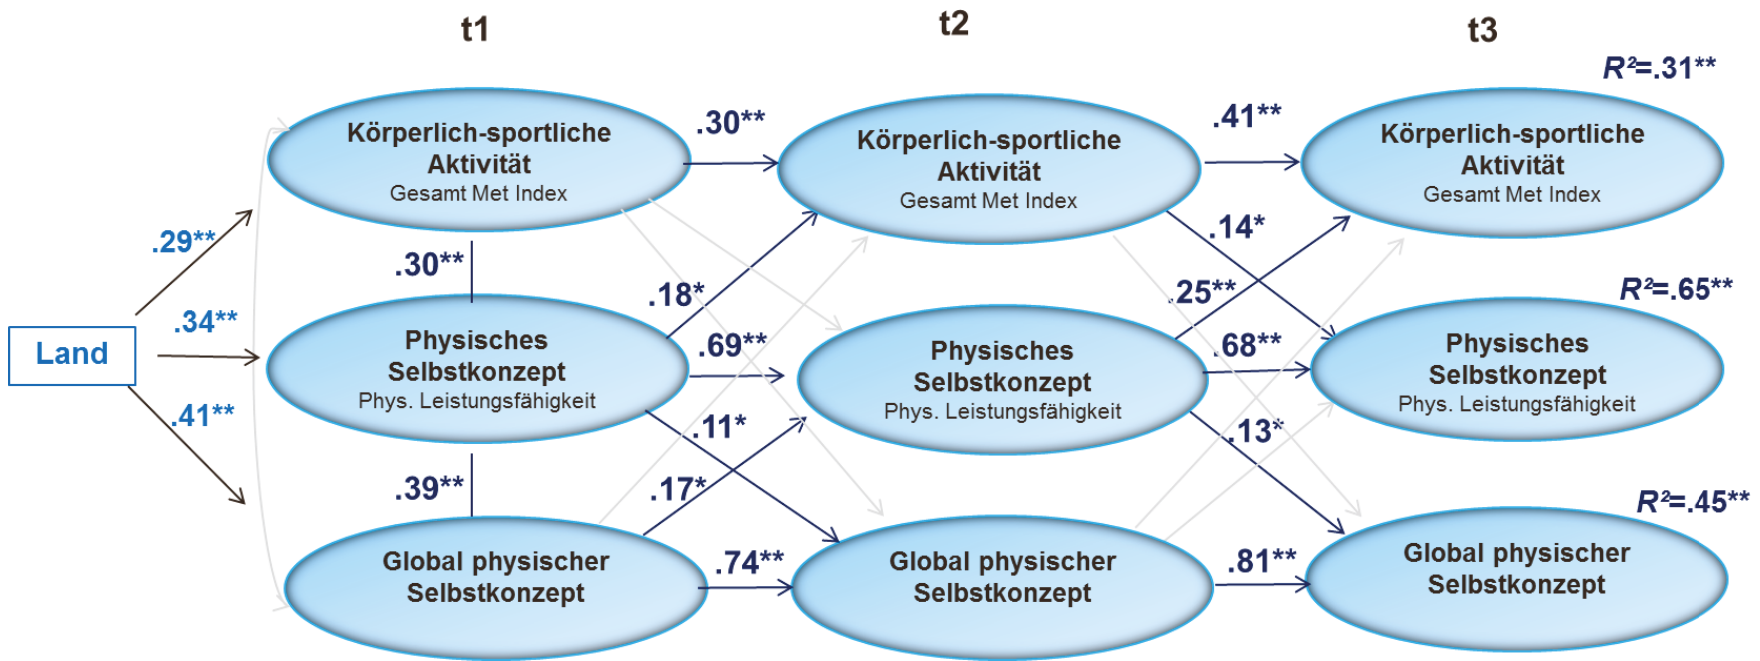 t1
t2
t3
R²=.31**
Körperlich-sportliche
Aktivität
Gesamt Met Index
.30**
Körperlich-sportliche
Aktivität
Gesamt Met Index
.41**
Körperlich-sportliche
Aktivität
Gesamt Met Index
.29**
.30**
.18*
.14*
.25**
R²=.65**
Land
.34**
Physisches
Selbstkonzept
Phys. Leistungsfähigkeit
.69**
Physisches
Selbstkonzept
Phys. Leistungsfähigkeit
.68**
Physisches
Selbstkonzept
Phys. Leistungsfähigkeit
.41**
.39**
.11*
.17*
.13*
R²=.45**
Global physischer
Selbstkonzept
.74**
Global physischer
Selbstkonzept
.81**
Global physischer
Selbstkonzept